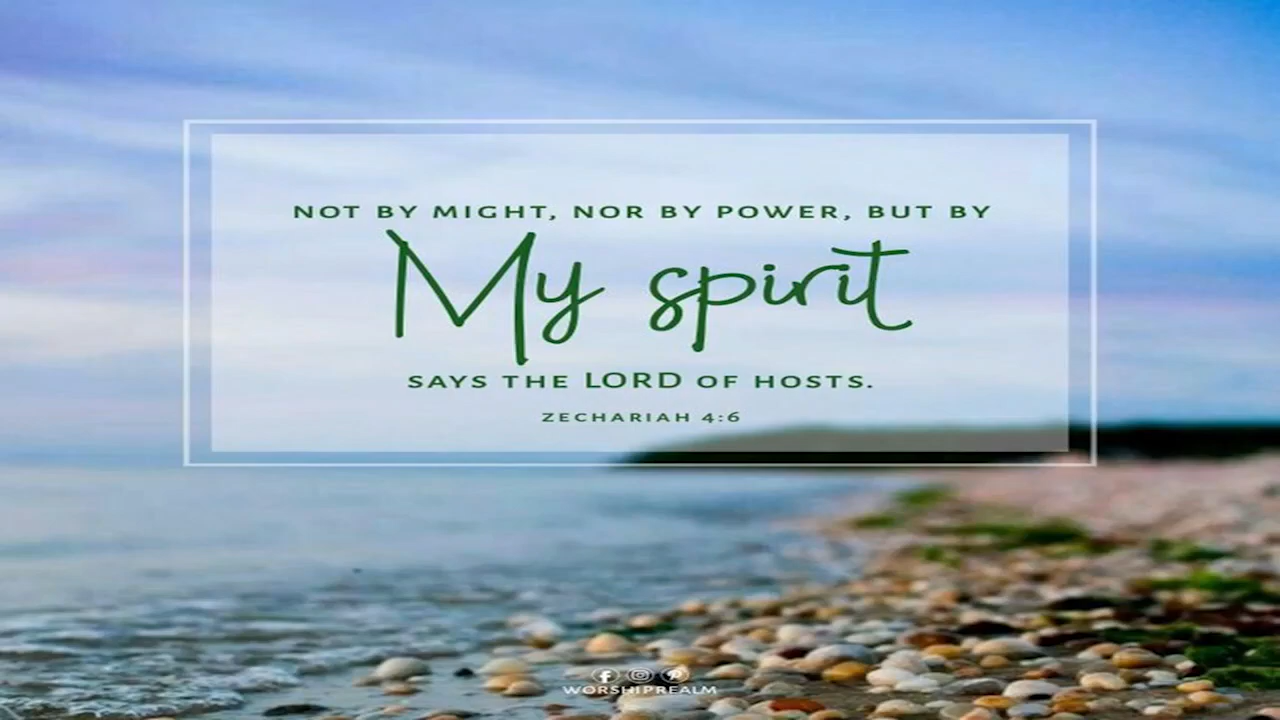 NOT BY MIGHT, NOR BY POWER, BUT BY
My spirit
SAYS THE LORD OF HOSTS.
ZECHARIAH 4:6
WORSHIPREALM